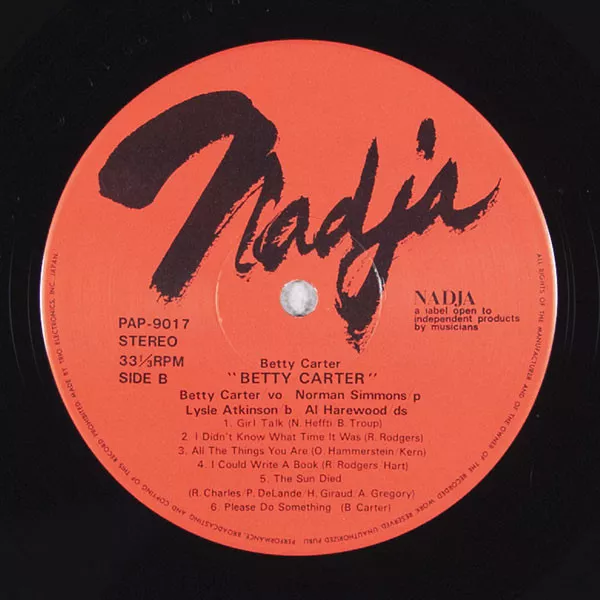 Nadja
NADJA
a label open to
independent products
by musicians
PAP-9017
STEREO
33⅓RPM
SIDE B
Betty Carter
"BETTY CARTER"
Betty Carter vo Norman Simmons/p
Lysle Atkinson/b Al Harewood/ds
1. Girl Talk (N. Heffti B. Troup)
2. I Didn't Know What Time It Was (R. Rodgers)
3. All The Things You Are (O. Hammerstein/Kern)
4. I Could Write A Book (R. Rodgers/Hart)
5. The Sun Died
(R. Charles/P. DeLande/H. Giraud/A. Gregory)
6. Please Do Something (B Carter)
ALL RIGHTS OF THE MANUFACTURER AND OF THE OWNER OF THE RECORDED WORK RESERVED. UNAUTHORIZED PUBLIC PERFORMANCE, BROADCASTING AND COPYING OF THIS RECORD PROHIBITED. MADE BY TRIO ELECTRONICS, INC. JAPAN